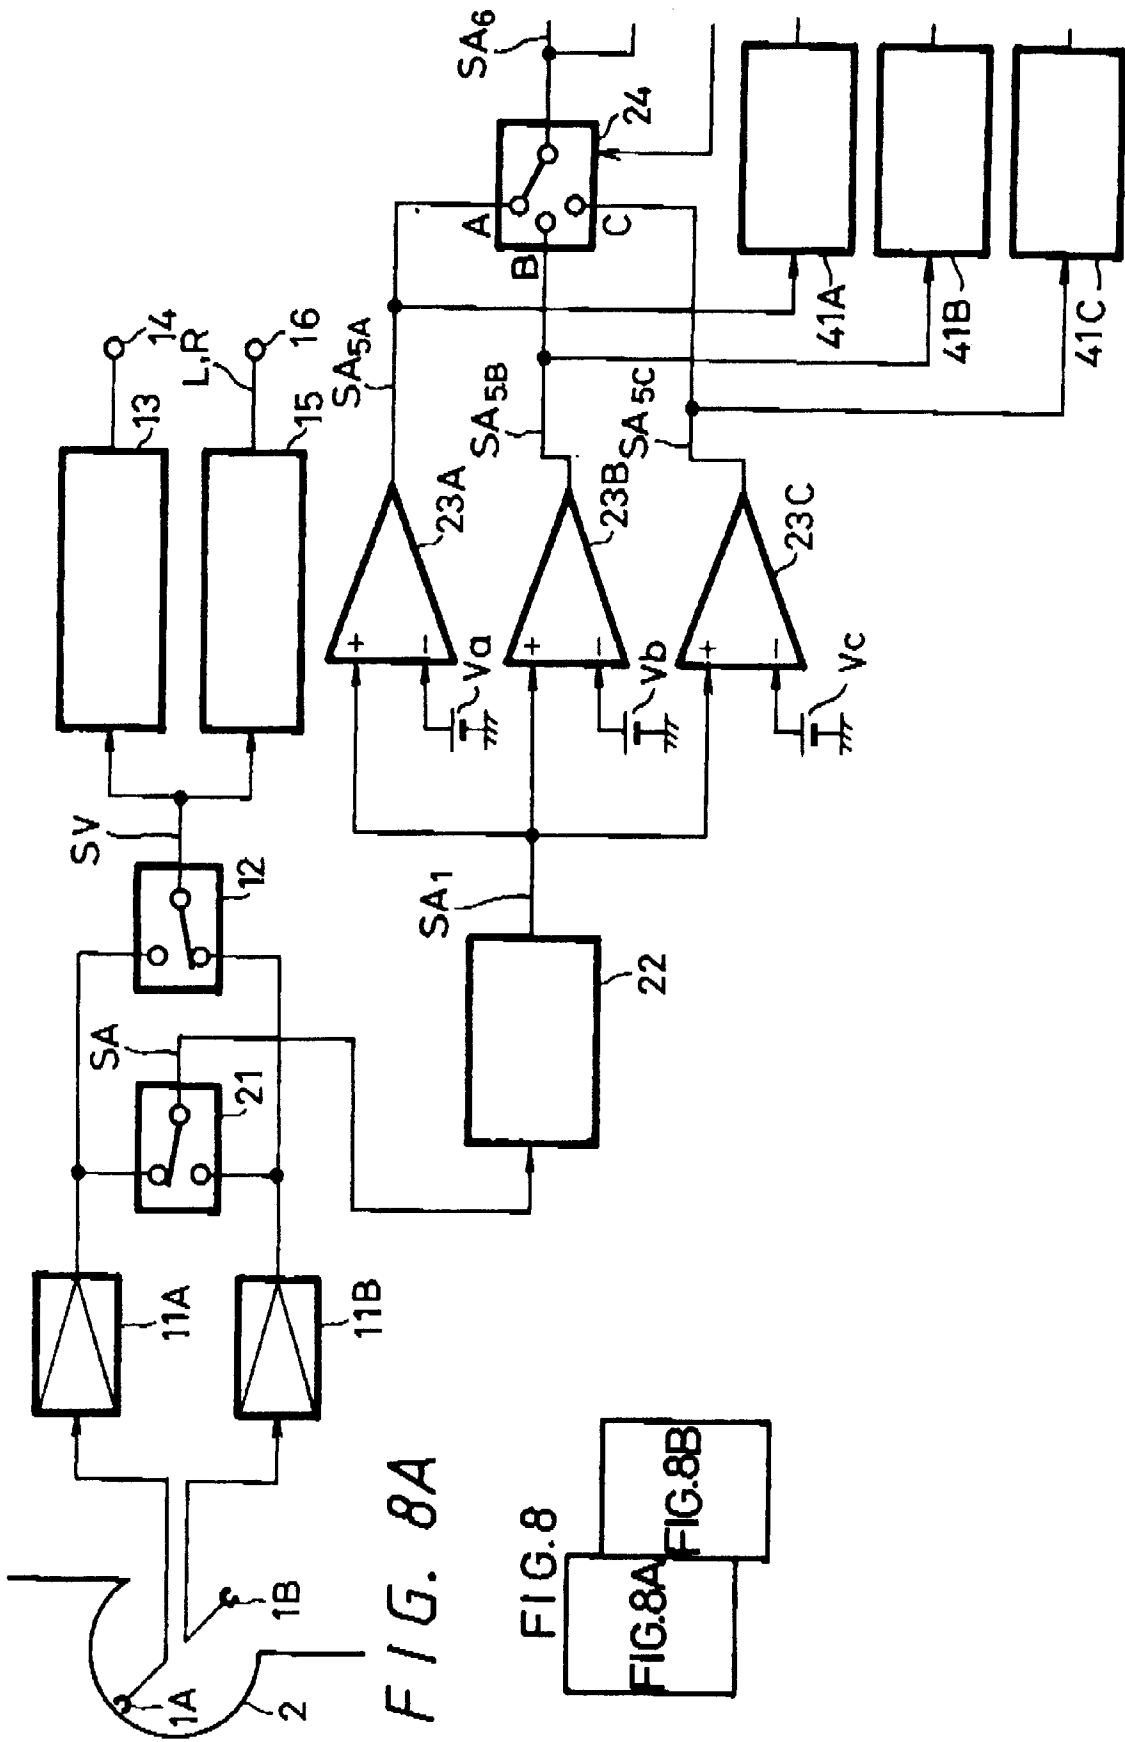 1A
1B
2
11A
11B
SA
21
12
SV
13
14
15
L,R
16
22
SA1
+
−
Va
23A
SA5A
+
−
Vb
23B
SA5B
+
−
Vc
23C
SA5C
A
B
C
24
SA6
41A
41B
41C
FIG. 8A
FIG. 8
FIG.8A
FIG.8B